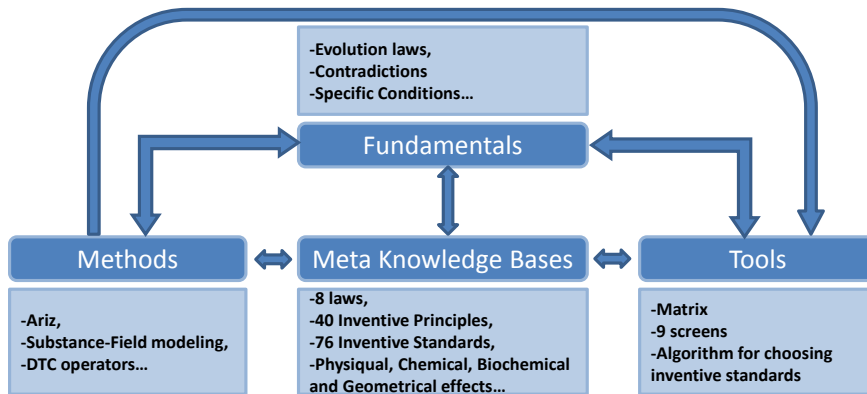 -Evolution laws,
-Contradictions
-Specific Conditions…
Fundamentals
Methods
Meta Knowledge Bases
Tools
-Ariz,
-Substance-Field modeling,
-DTC operators…
-8 laws,
-40 Inventive Principles,
-76 Inventive Standards,
-Physiqual, Chemical, Biochemical
and Geometrical effects…
-Matrix
-9 screens
-Algorithm for choosing
inventive standards